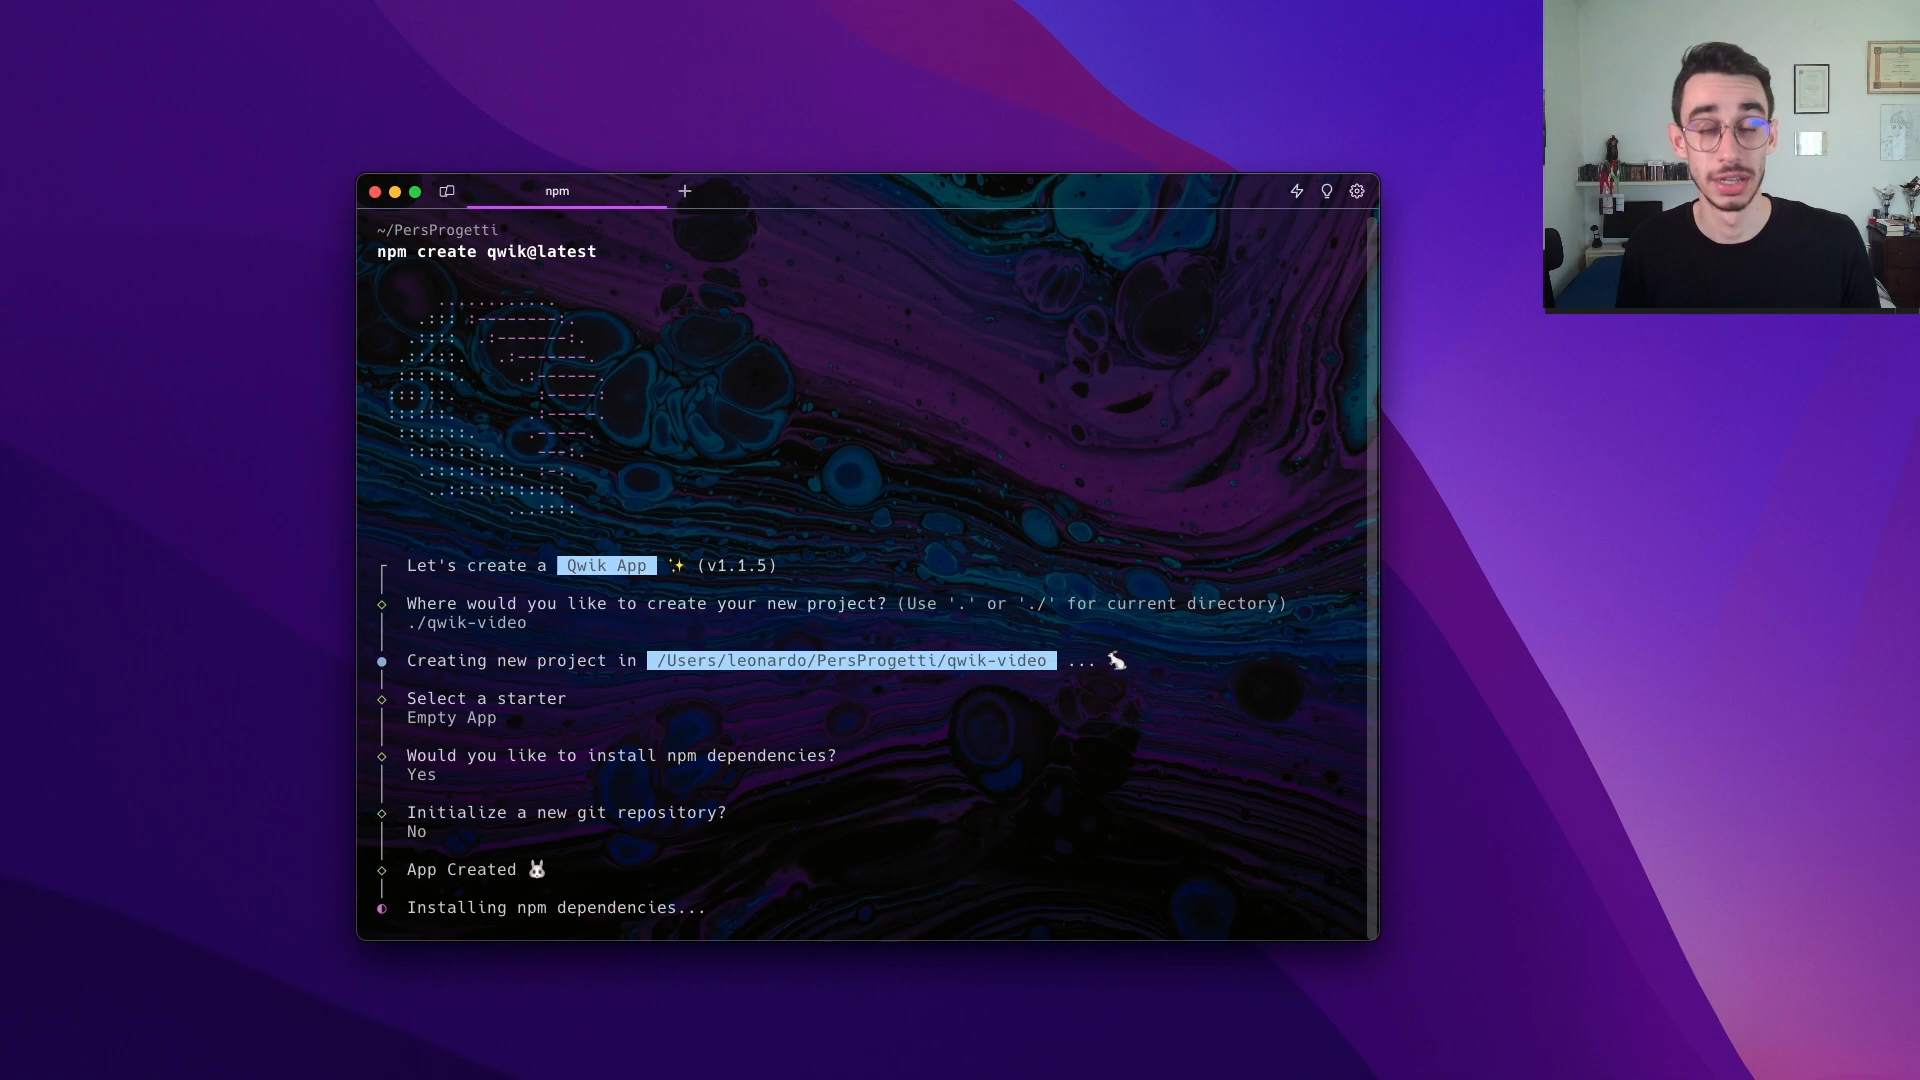 npm
~/PersProgetti
npm create qwik@latest
Let's create a Qwik App ✨ (v1.1.5)
Where would you like to create your new project? (Use '.' or './' for current directory)
./qwik-video
Creating new project in /Users/leonardo/PersProgetti/qwik-video ... 🐇
Select a starter
Empty App
Would you like to install npm dependencies?
Yes
Initialize a new git repository?
No
App Created 🐰
Installing npm dependencies...